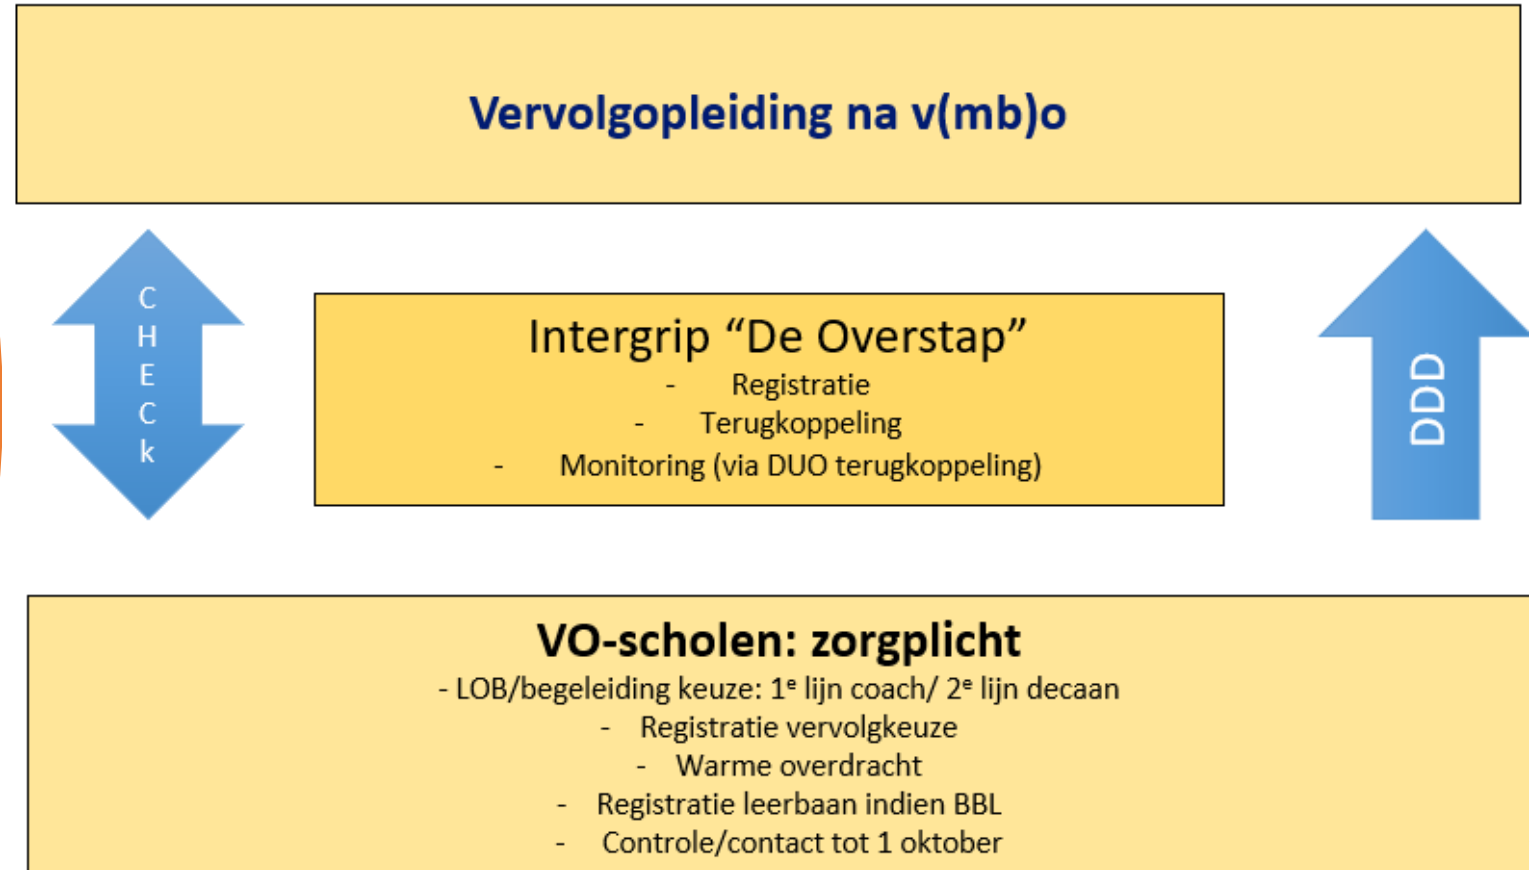 Vervolgopleiding na v(mb)o
C
H
E
C
k
Intergrip “De Overstap”
- Registratie
- Terugkoppeling
- Monitoring (via DUO terugkoppeling)
DDD
VO-scholen: zorgplicht
- LOB/begeleiding keuze: 1ᵉ lijn coach/ 2ᵉ lijn decaan
- Registratie vervolgkeuze
- Warme overdracht
- Registratie leerbaan indien BBL
- Controle/contact tot 1 oktober